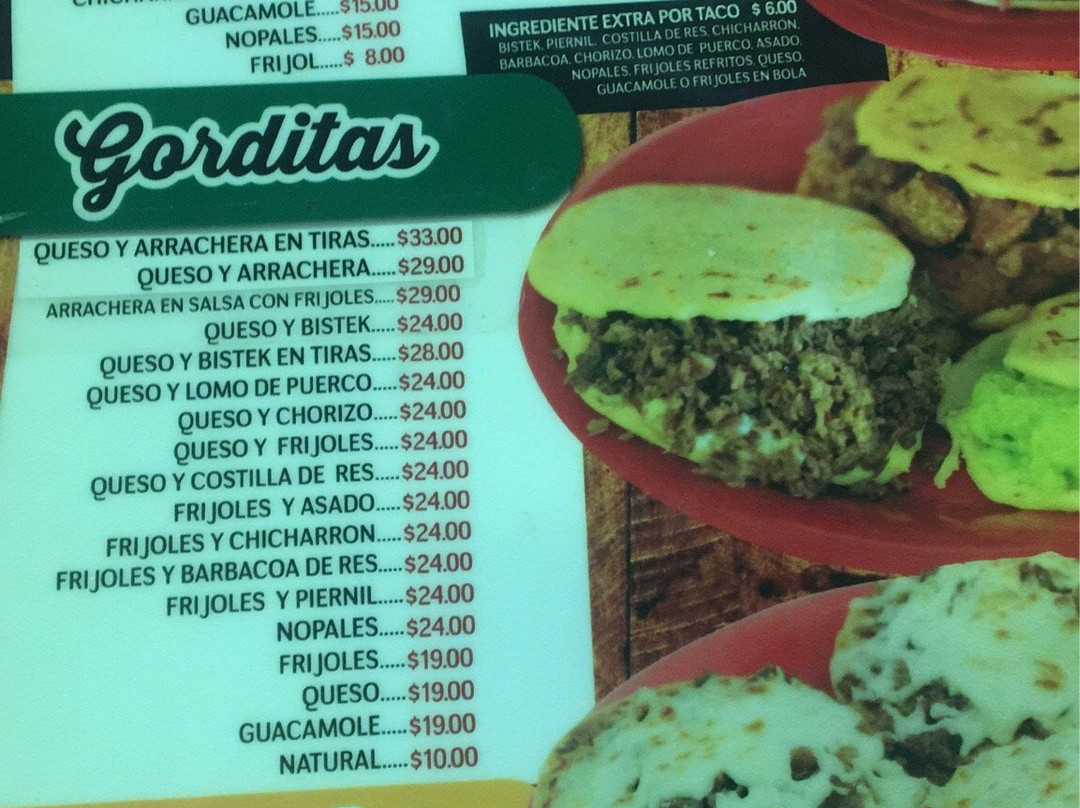 GUACAMOLE.....$15.00
NOPALES.....$15.00
FRIJOL.....$ 8.00
INGREDIENTE EXTRA POR TACO $ 6.00
BISTEK, PIERNIL, COSTILLA DE RES, CHICHARRON,
BARBACOA, CHORIZO, LOMO DE PUERCO, ASADO,
NOPALES, FRIJOLES REFRITOS, QUESO,
GUACAMOLE O FRIJOLES EN BOLA
Gorditas
QUESO Y ARRACHERA EN TIRAS.....$33.00
QUESO Y ARRACHERA.....$29.00
ARRACHERA EN SALSA CON FRIJOLES.....$29.00
QUESO Y BISTEK.....$24.00
QUESO Y BISTEK EN TIRAS.....$28.00
QUESO Y LOMO DE PUERCO.....$24.00
QUESO Y CHORIZO.....$24.00
QUESO Y FRIJOLES.....$24.00
QUESO Y COSTILLA DE RES.....$24.00
FRIJOLES Y ASADO.....$24.00
FRIJOLES Y CHICHARRON.....$24.00
FRIJOLES Y BARBACOA DE RES.....$24.00
FRIJOLES Y PIERNIL.....$24.00
NOPALES.....$24.00
FRIJOLES.....$19.00
QUESO.....$19.00
GUACAMOLE.....$19.00
NATURAL.....$10.00